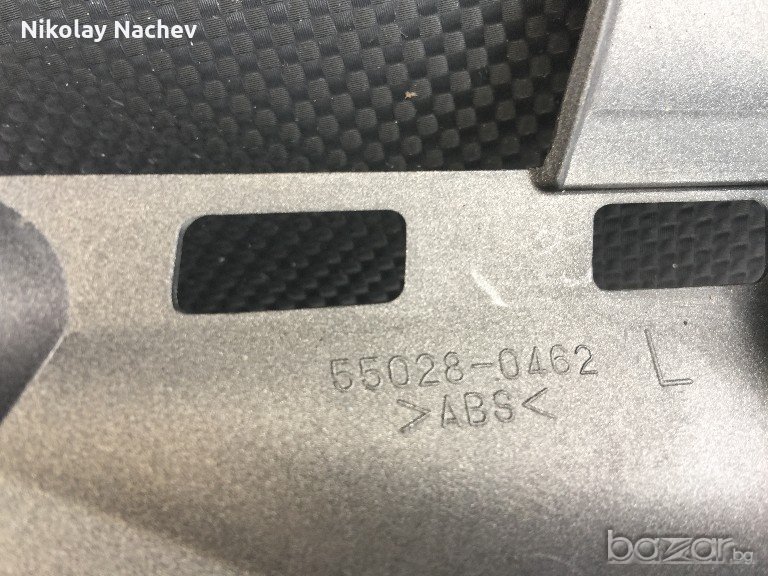 Nikolay Nachev
55028-0462 L
>ABS<
bazar.bg